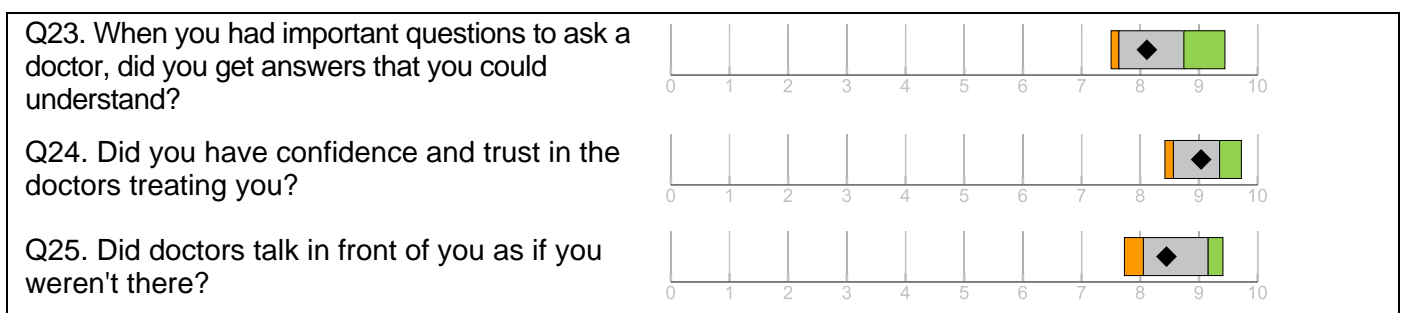 Q23. When you had important questions to ask a
doctor, did you get answers that you could
understand?
0 1 2 3 4 5 6 7 8 9 10
Q24. Did you have confidence and trust in the
doctors treating you?
0 1 2 3 4 5 6 7 8 9 10
Q25. Did doctors talk in front of you as if you
weren't there?
0 1 2 3 4 5 6 7 8 9 10